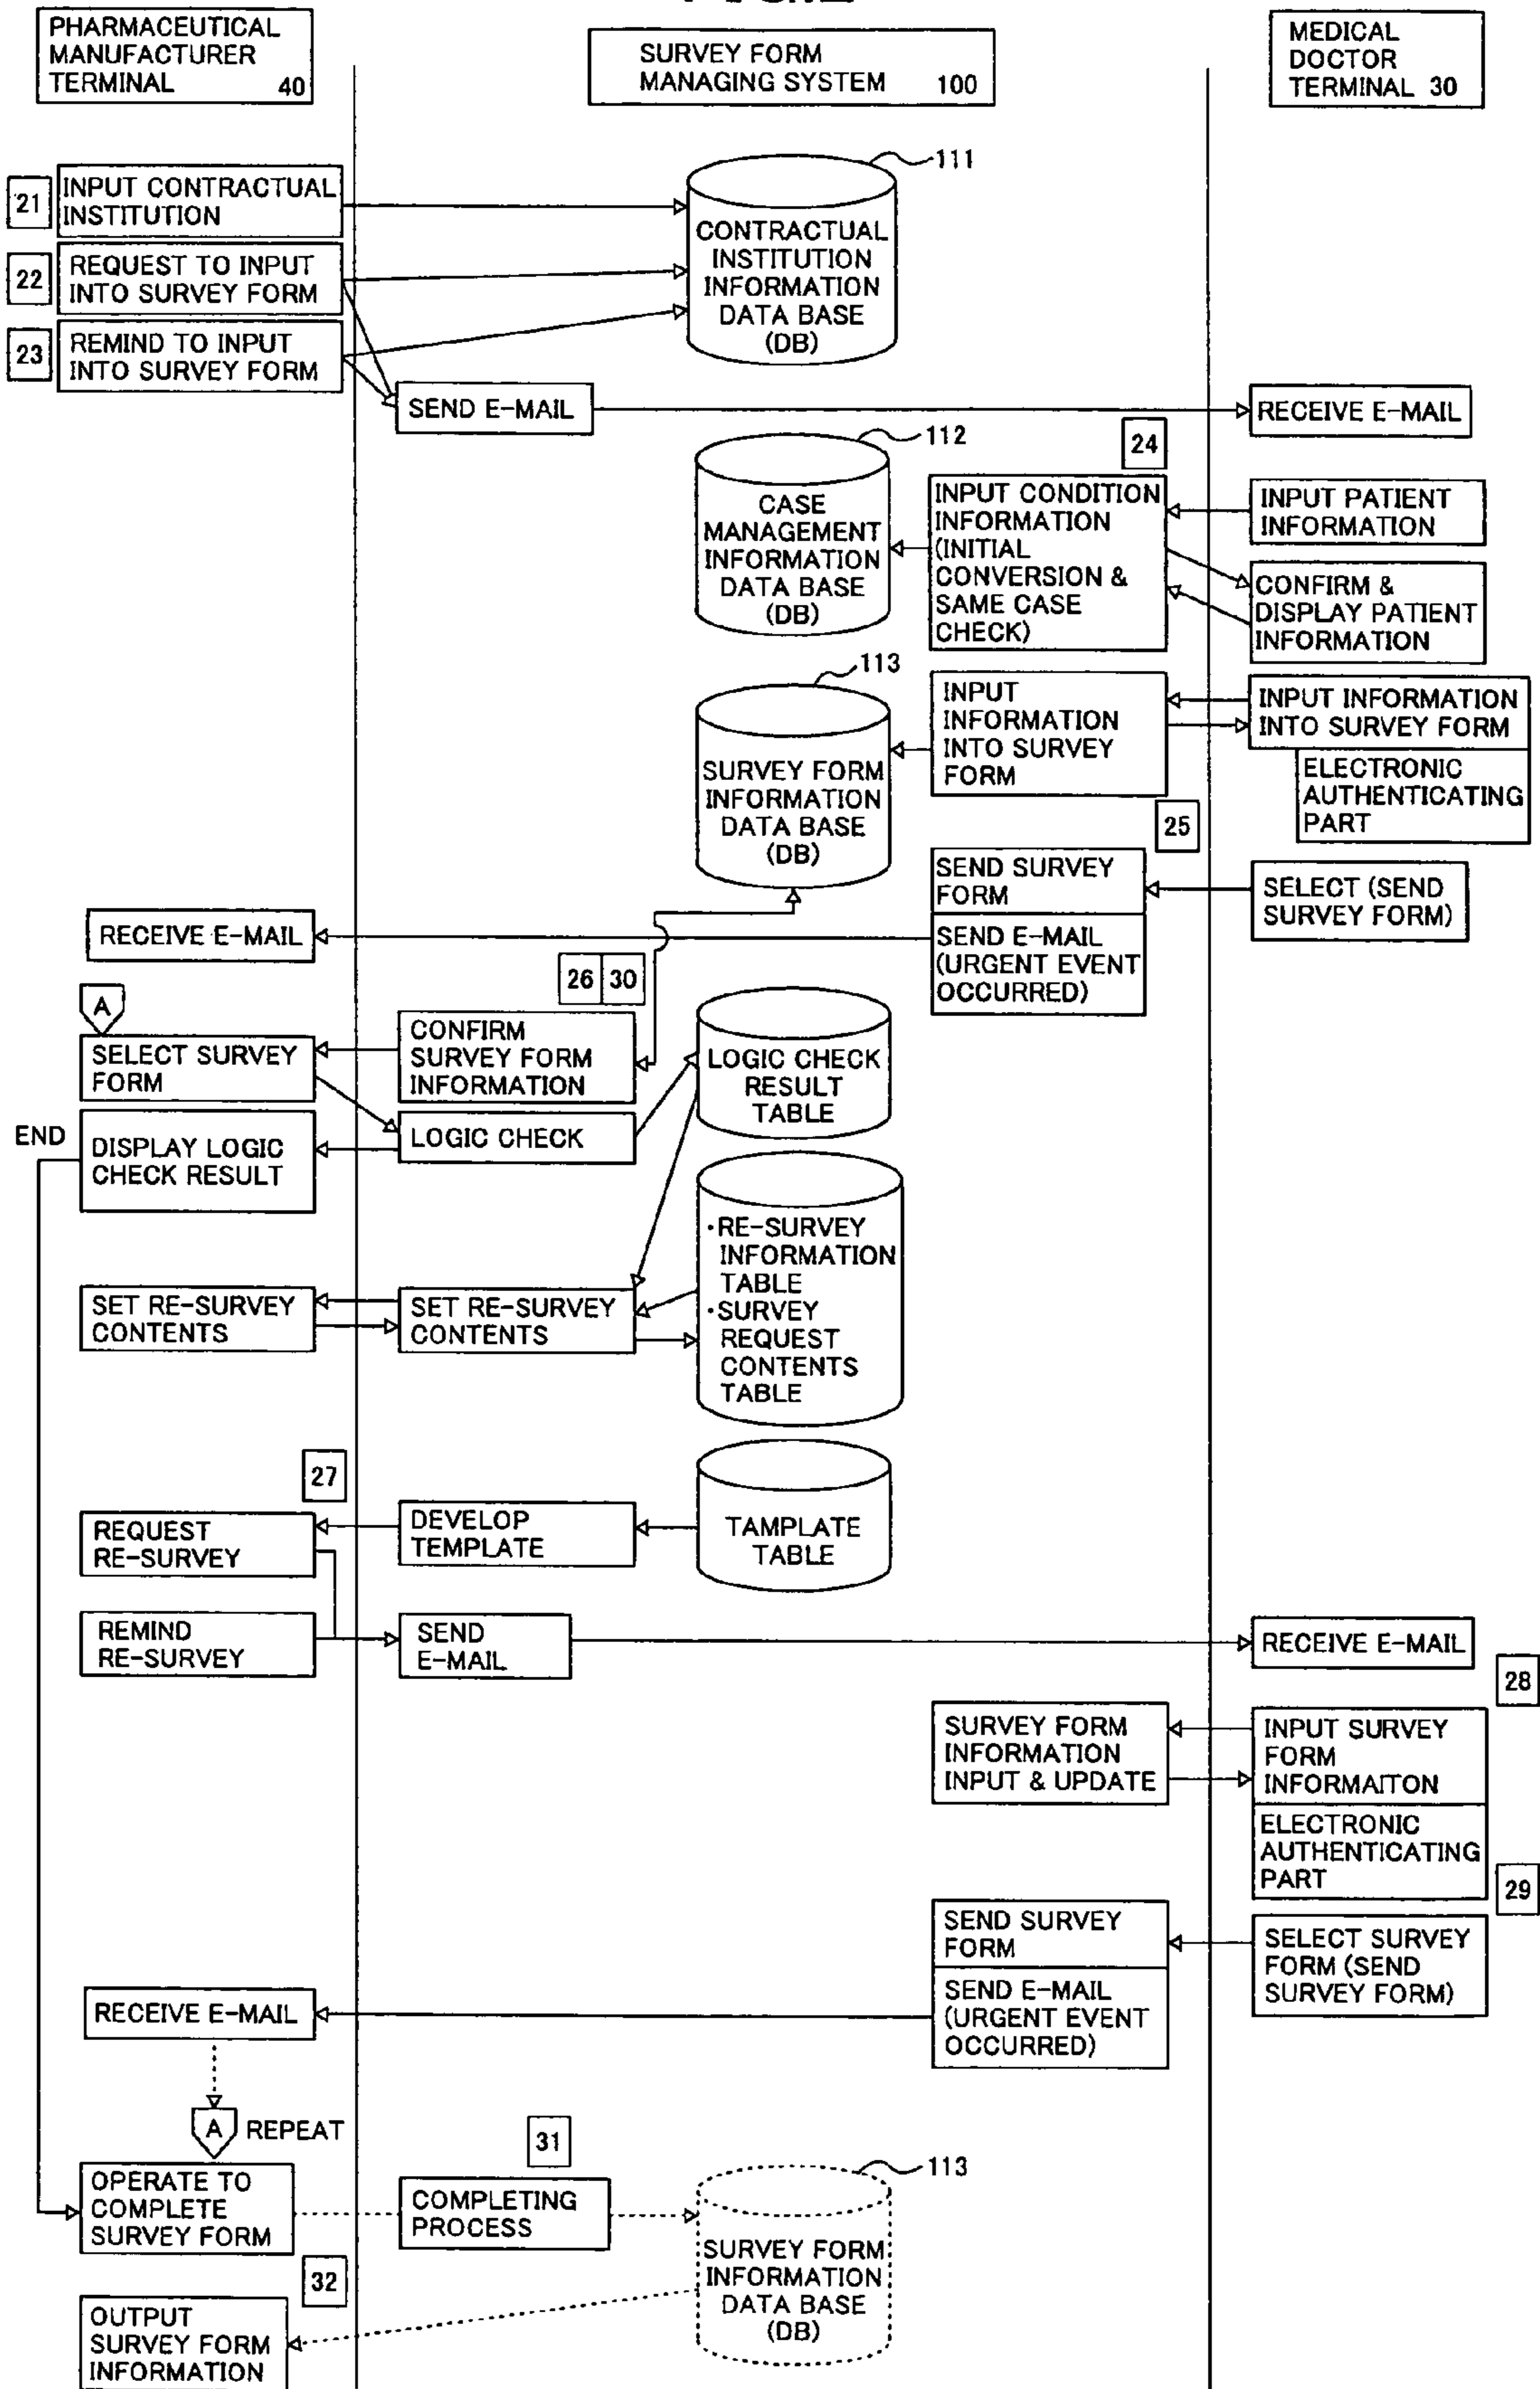 PHARMACEUTICAL
MANUFACTURER
TERMINAL 40
SURVEY FORM
MANAGING SYSTEM 100
MEDICAL
DOCTOR
TERMINAL 30
111
21
INPUT CONTRACTUAL
INSTITUTION
22
REQUEST TO INPUT
INTO SURVEY FORM
23
REMIND TO INPUT
INTO SURVEY FORM
CONTRACTUAL
INSTITUTION
INFORMATION
DATA BASE
(DB)
SEND E-MAIL
RECEIVE E-MAIL
112
24
CASE
MANAGEMENT
INFORMATION
DATA BASE
(DB)
INPUT CONDITION
INFORMATION
(INITIAL
CONVERSION &
SAME CASE
CHECK)
INPUT PATIENT
INFORMATION
CONFIRM &
DISPLAY PATIENT
INFORMATION
113
SURVEY FORM
INFORMATION
DATA BASE
(DB)
INPUT
INFORMATION
INTO SURVEY
FORM
INPUT INFORMATION
INTO SURVEY FORM
ELECTRONIC
AUTHENTICATING
PART
25
SEND SURVEY
FORM
SELECT (SEND
SURVEY FORM)
RECEIVE E-MAIL
SEND E-MAIL
(URGENT EVENT
OCCURRED)
26 30
A
SELECT SURVEY
FORM
CONFIRM
SURVEY FORM
INFORMATION
LOGIC CHECK
RESULT
TABLE
END
DISPLAY LOGIC
CHECK RESULT
LOGIC CHECK
·RE-SURVEY
INFORMATION
TABLE
·SURVEY
REQUEST
CONTENTS
TABLE
SET RE-SURVEY
CONTENTS
SET RE-SURVEY
CONTENTS
27
REQUEST
RE-SURVEY
DEVELOP
TEMPLATE
TAMPLATE
TABLE
REMIND
RE-SURVEY
SEND
E-MAIL
RECEIVE E-MAIL
28
SURVEY FORM
INFORMATION
INPUT & UPDATE
INPUT SURVEY
FORM
INFORMAITON
ELECTRONIC
AUTHENTICATING
PART
29
SEND SURVEY
FORM
SELECT SURVEY
FORM (SEND
SURVEY FORM)
RECEIVE E-MAIL
SEND E-MAIL
(URGENT EVENT
OCCURRED)
A REPEAT
31
113
OPERATE TO
COMPLETE
SURVEY FORM
COMPLETING
PROCESS
SURVEY FORM
INFORMATION
DATA BASE
(DB)
32
OUTPUT
SURVEY FORM
INFORMATION